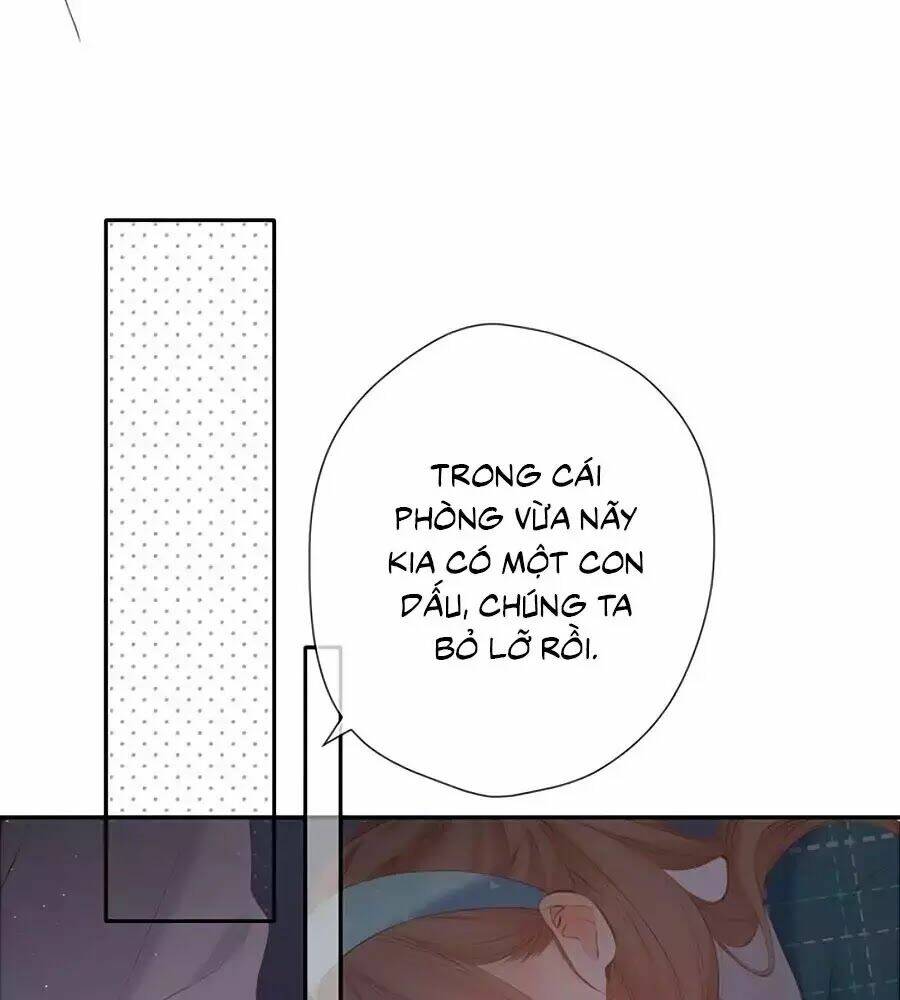 TRONG CÁI
PHÒNG VỪA NÃY
KIA CÓ MỘT CON
DẤU, CHÚNG TA
BỎ LỠ RỒI.